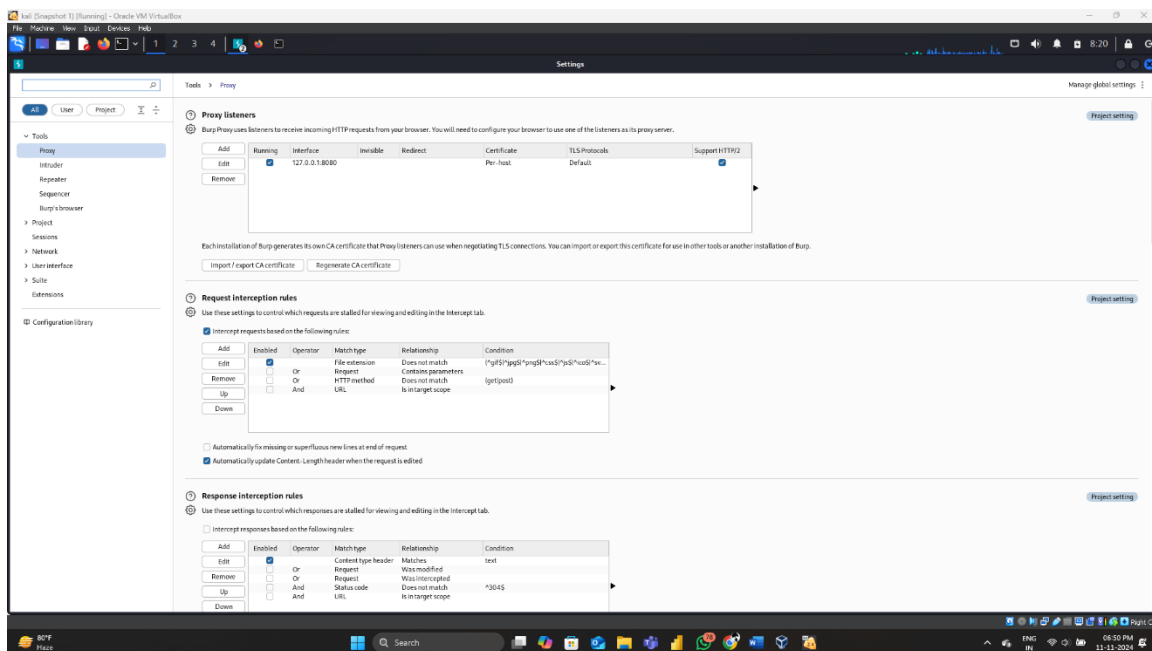 kali (Snapshot 1) [Running] - Oracle VM VirtualBox
File Machine View Input Devices Help
1 2 3 4 8:20
Settings
Tools > Proxy Manage global settings
All User Project
Tools
Proxy
Intruder
Repeater
Sequencer
Burp's browser
Project
Sessions
Network
User interface
Suite
Extensions
Configuration library
Proxy listeners Project setting
Burp Proxy uses listeners to receive incoming HTTP requests from your browser. You will need to configure your browser to use one of the listeners as its proxy server.
Add
Edit
Remove
Running Interface Invisible Redirect Certificate TLS Protocols Support HTTP/2
127.0.0.1:8080 Per-host Default
Each installation of Burp generates its own CA certificate that Proxy listeners can use when negotiating TLS connections. You can import or export this certificate for use in other tools or another installation of Burp.
Import / export CA certificate Regenerate CA certificate
Request interception rules Project setting
Use these settings to control which requests are stalled for viewing and editing in the Intercept tab.
Intercept requests based on the following rules:
Add
Edit
Remove
Up
Down
Enabled Operator Match type Relationship Condition
File extension Does not match (^gif$|^jpg$|^png$|^css$|^js$|^ico$|^sv...
Or Request Contains parameters
Or HTTP method Does not match (get|post)
And URL Is in target scope
Automatically fix missing or superfluous new lines at end of request
Automatically update Content-Length header when the request is edited
Response interception rules Project setting
Use these settings to control which responses are stalled for viewing and editing in the Intercept tab.
Intercept responses based on the following rules:
Add
Edit
Remove
Up
Down
Enabled Operator Match type Relationship Condition
Content type header Matches text
Or Request Was modified
Or Request Was intercepted
And Status code Does not match ^304$
And URL Is in target scope
Right C
80°F
Haze
Search
78
ENG
IN
06:50 PM
11-11-2024